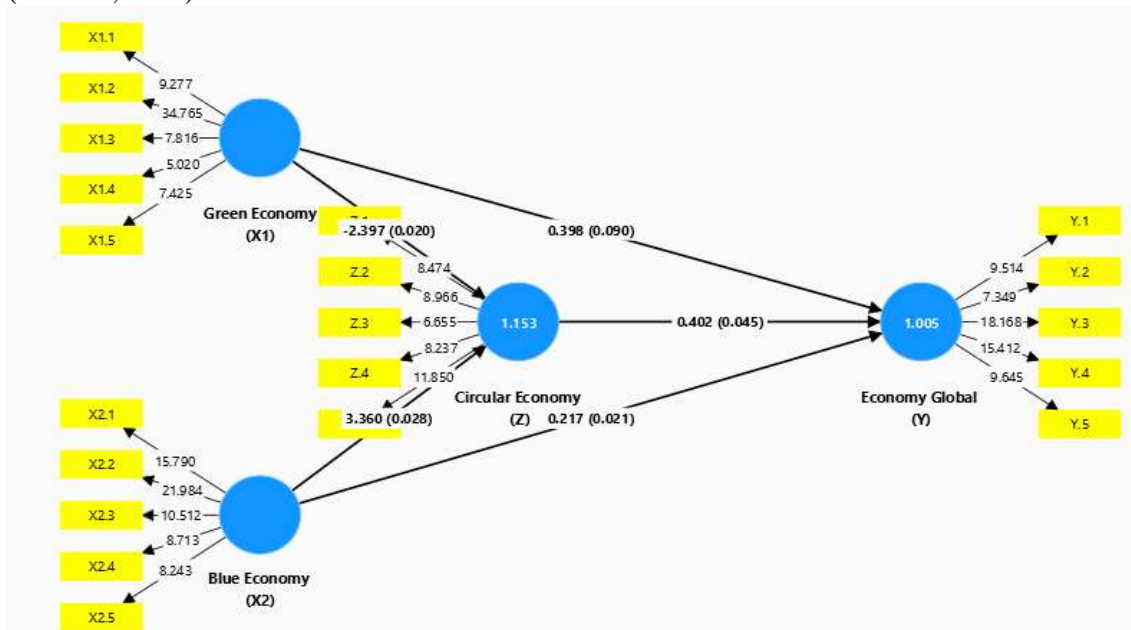 X1.1
X1.2
X1.3
X1.4
X1.5
9.277
34.765
7.816
5.020
7.425
Green Economy
(X1)
-2.397 (0.020)
0.398 (0.090)
Z.2
Z.3
Z.4
8.474
8.966
6.655
8.237
11.850
1.153
Circular Economy
(Z)
0.402 (0.045)
3.360 (0.028)
0.217 (0.021)
1.005
Economy Global
(Y)
9.514
7.349
18.168
15.412
9.645
Y.1
Y.2
Y.3
Y.4
Y.5
X2.1
X2.2
X2.3
X2.4
X2.5
15.790
21.984
10.512
8.713
8.243
Blue Economy
(X2)